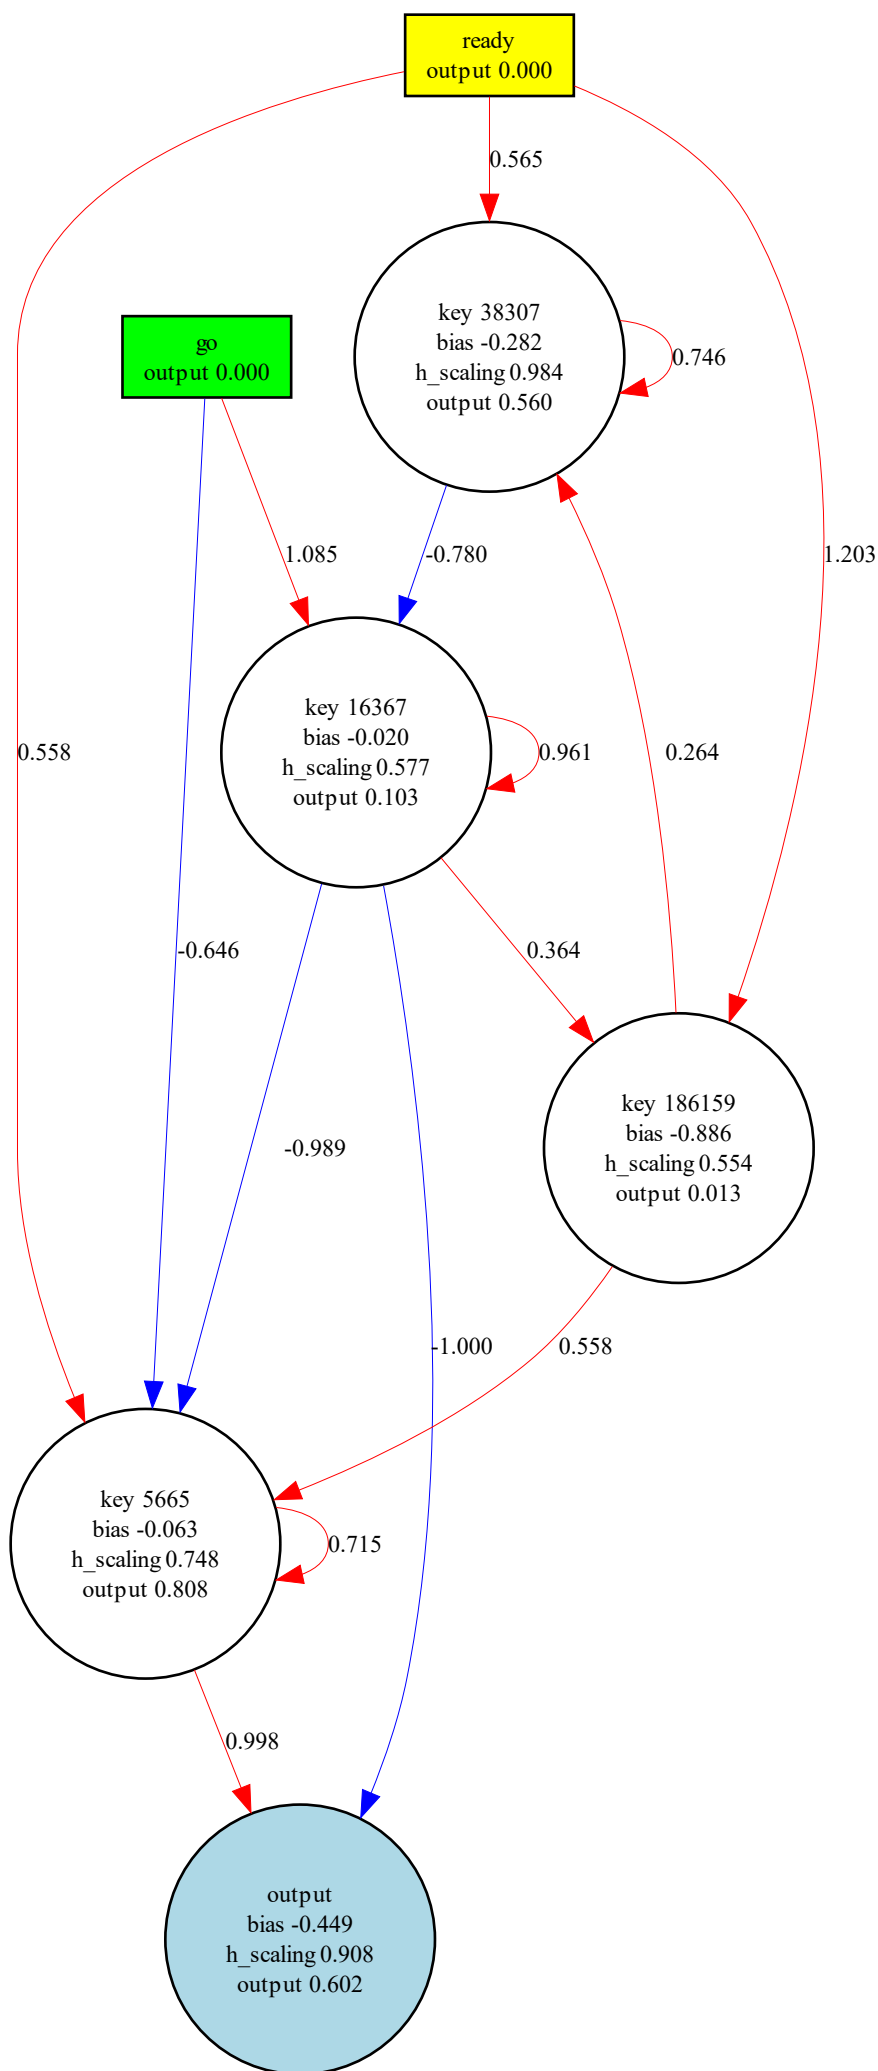 ready
output 0.000
0.565
key 38307
bias -0.282
h_scaling 0.984
output 0.560
0.746
go
output 0.000
1.085
-0.780
1.203
key 16367
bias -0.020
h_scaling 0.577
output 0.103
0.961
0.558
0.264
-0.646
0.364
key 186159
bias -0.886
h_scaling 0.554
output 0.013
-0.989
-1.000
0.558
key 5665
bias -0.063
h_scaling 0.748
output 0.808
0.715
0.998
output
bias -0.449
h_scaling 0.908
output 0.602